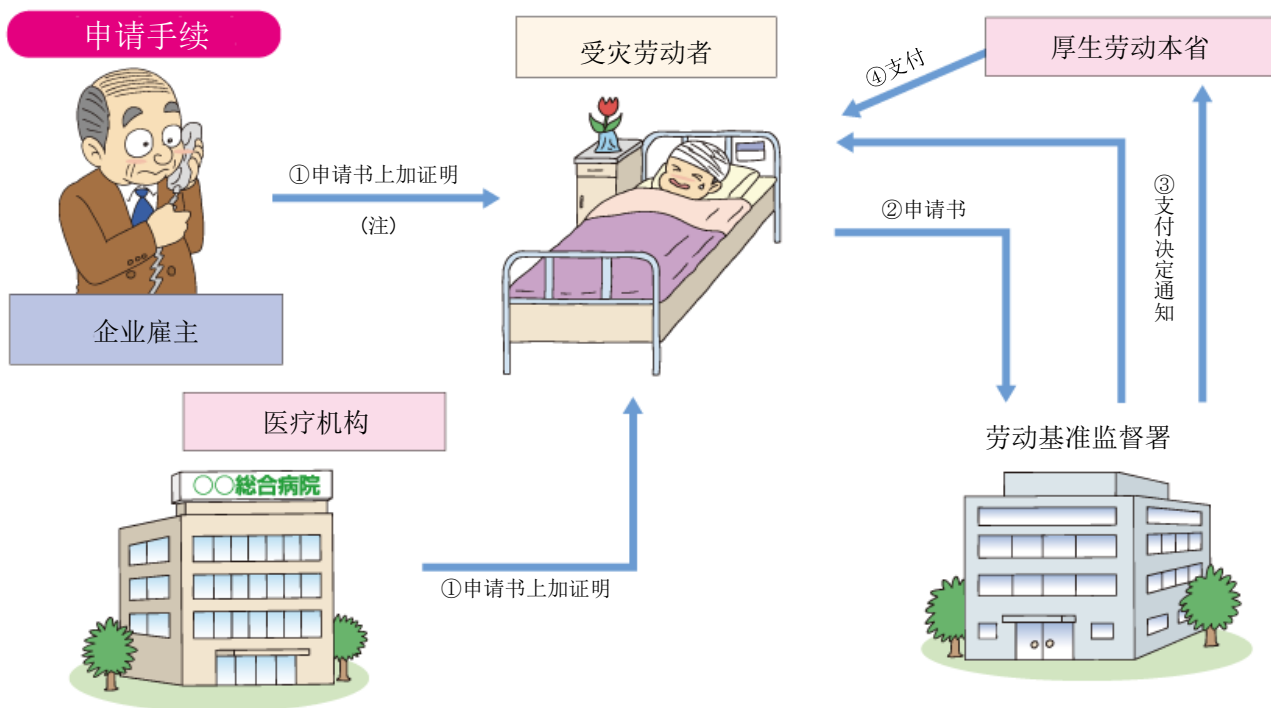 申请手续
受灾劳动者
厚生劳动本省
④支付
①申请书上加证明
(注)
②申请书
③支付决定通知
企业雇主
医疗机构
劳动基准监督署
○○総合病院
①申请书上加证明